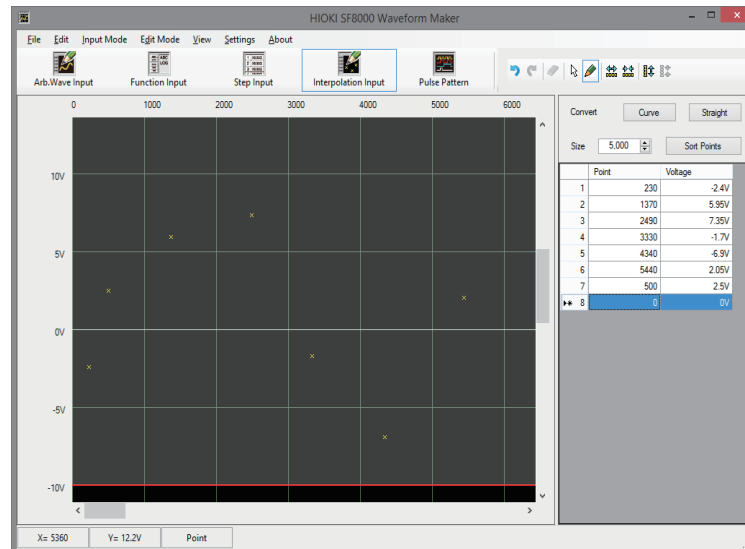 HIOKI SF8000 Waveform Maker
File Edit Input Mode Edit Mode View Settings About
Arb.Wave Input Function Input Step Input Interpolation Input Pulse Pattern
0 1000 2000 3000 4000 5000 6000
10V
5V
0V
-5V
-10V
Convert Curve Straight
Size 5.000 Sort Points
Point Voltage
1 230 -2.4V
2 1370 5.95V
3 2490 7.35V
4 3330 -1.7V
5 4340 -6.9V
6 5440 2.05V
7 500 2.5V
8 0 0V
X= 5360 Y= 12.2V Point